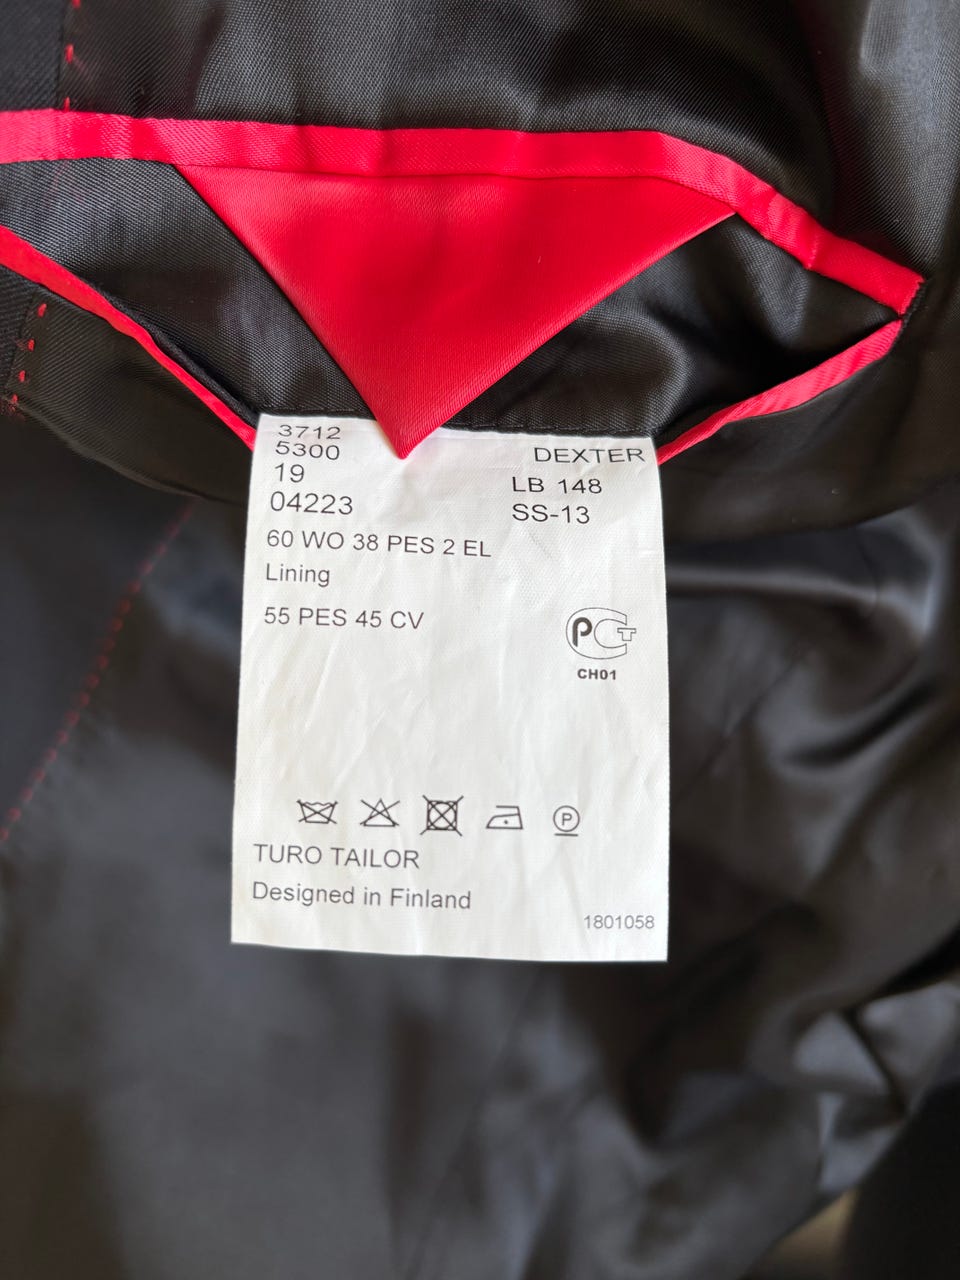 3712
5300 DEXTER
19 LB 148
04223 SS-13
60 WO 38 PES 2 EL
Lining
55 PES 45 CV
PCT
CH01
P
TURO TAILOR
Designed in Finland
1801058